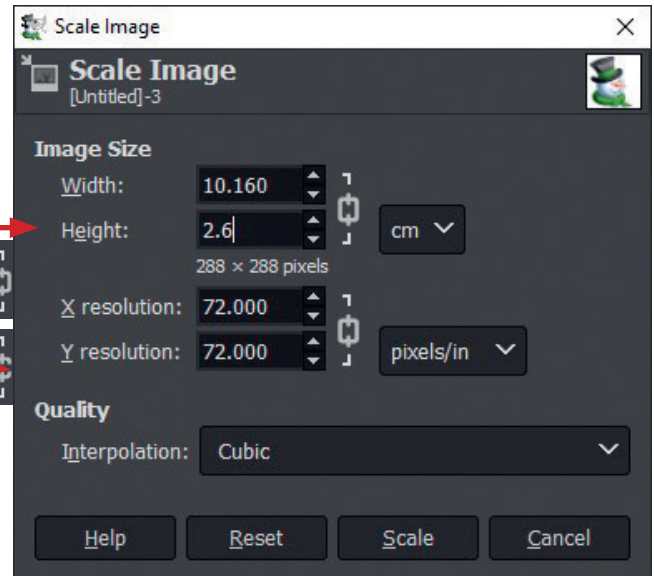 Scale Image
Scale Image
[Untitled]-3
Image Size
Width: 10.160
Height: 2.6 cm
288 × 288 pixels
X resolution: 72.000
Y resolution: 72.000 pixels/in
Quality
Interpolation: Cubic
Help Reset Scale Cancel